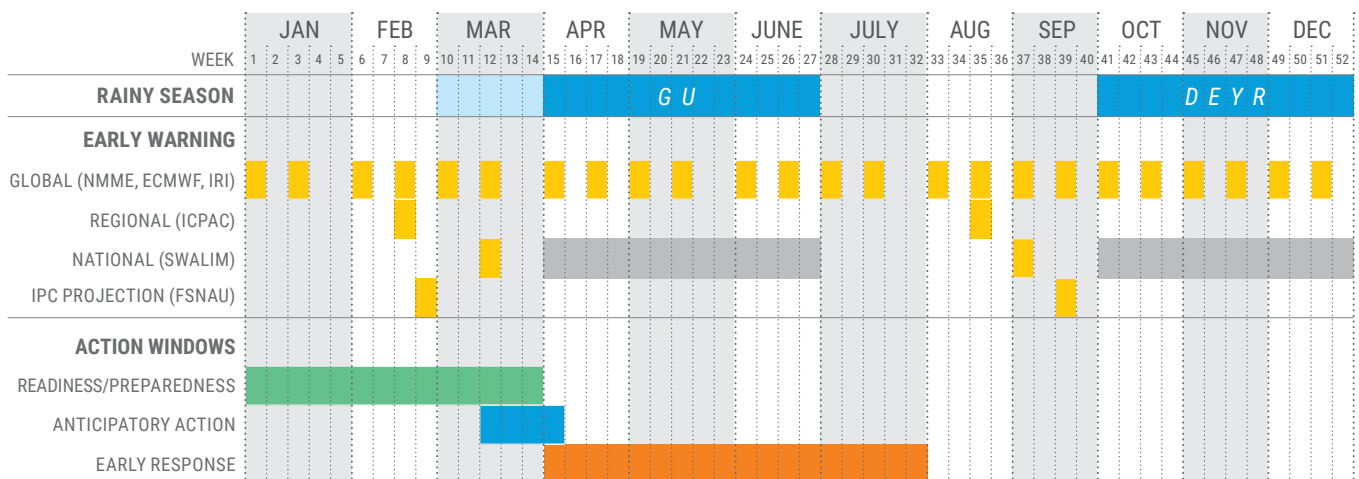 JAN FEB MAR APR MAY JUNE JULY AUG SEP OCT NOV DEC
WEEK 1 2 3 4 5 6 7 8 9 10 11 12 13 14 15 16 17 18 19 20 21 22 23 24 25 26 27 28 29 30 31 32 33 34 35 36 37 38 39 40 41 42 43 44 45 46 47 48 49 50 51 52
RAINY SEASON GU DEYR
EARLY WARNING
GLOBAL (NMME, ECMWF, IRI)
REGIONAL (ICPAC)
NATIONAL (SWALIM)
IPC PROJECTION (FSNAU)
ACTION WINDOWS
READINESS/PREPAREDNESS
ANTICIPATORY ACTION
EARLY RESPONSE